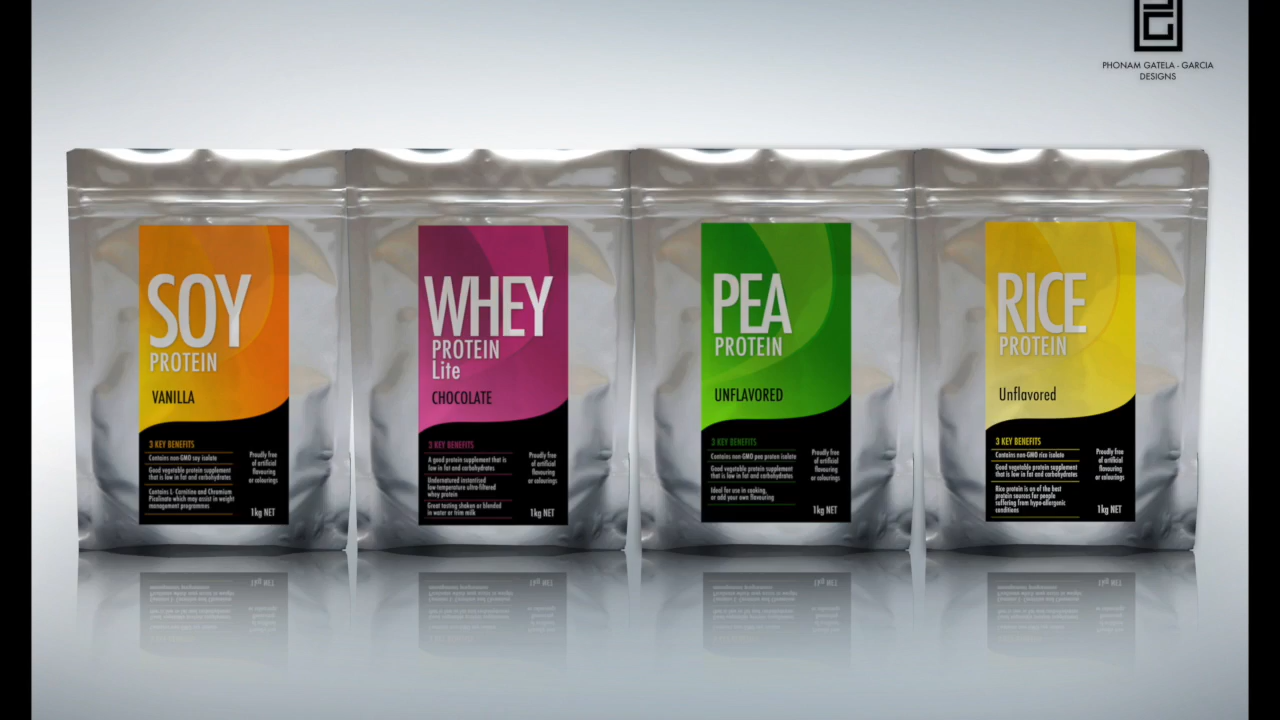 PHONAM GATELA - GARCIA
DESIGNS
SOY
PROTEIN
VANILLA
3 KEY BENEFITS
Contains non-GMO soy isolate
Good vegetable protein supplement
that is low in fat and carbohydrates
Contains L-Carnitine and Chromium
Picolinate which may assist in weight
management programmes
Proudly free
of artificial
flavouring
or colourings
1kg NET
WHEY
PROTEIN
Lite
CHOCOLATE
3 KEY BENEFITS
A good protein supplement that is
low in fat and carbohydrates
Undernatured instantised
low temperature ultra-filtered
whey protein
Great tasting shaken or blended
in water or trim milk
Proudly free
of artificial
flavouring
or colourings
1kg NET
PEA
PROTEIN
UNFLAVORED
3 KEY BENEFITS
Contains non-GMO pea protein isolate
Good vegetable protein supplement
that is low in fat and carbohydrates
Ideal for use in cooking,
or add your own flavouring
Proudly free
of artificial
flavouring
or colourings
1kg NET
RICE
PROTEIN
Unflavored
3 KEY BENEFITS
Contains non-GMO rice isolate
Good vegetable protein supplement
that is low in fat and carbohydrates
Rice protein is on of the best
protein sources for people
suffering from hypo-allergenic
conditions
Proudly free
of artificial
flavouring
or colourings
1kg NET